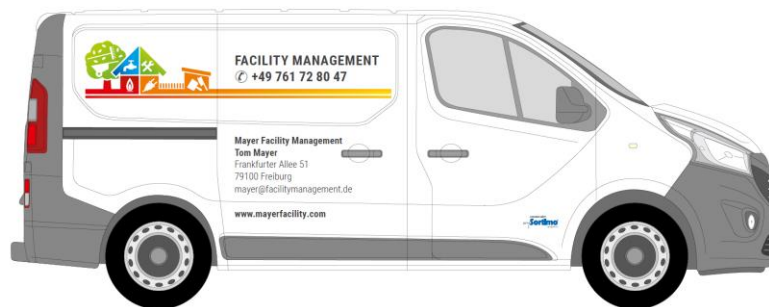 FACILITY MANAGEMENT
✆ +49 761 72 80 47
Mayer Facility Management
Tom Mayer
Frankfurter Allee 51
79100 Freiburg
mayer@facilitymanagement.de
www.mayerfacility.com
Sortimo